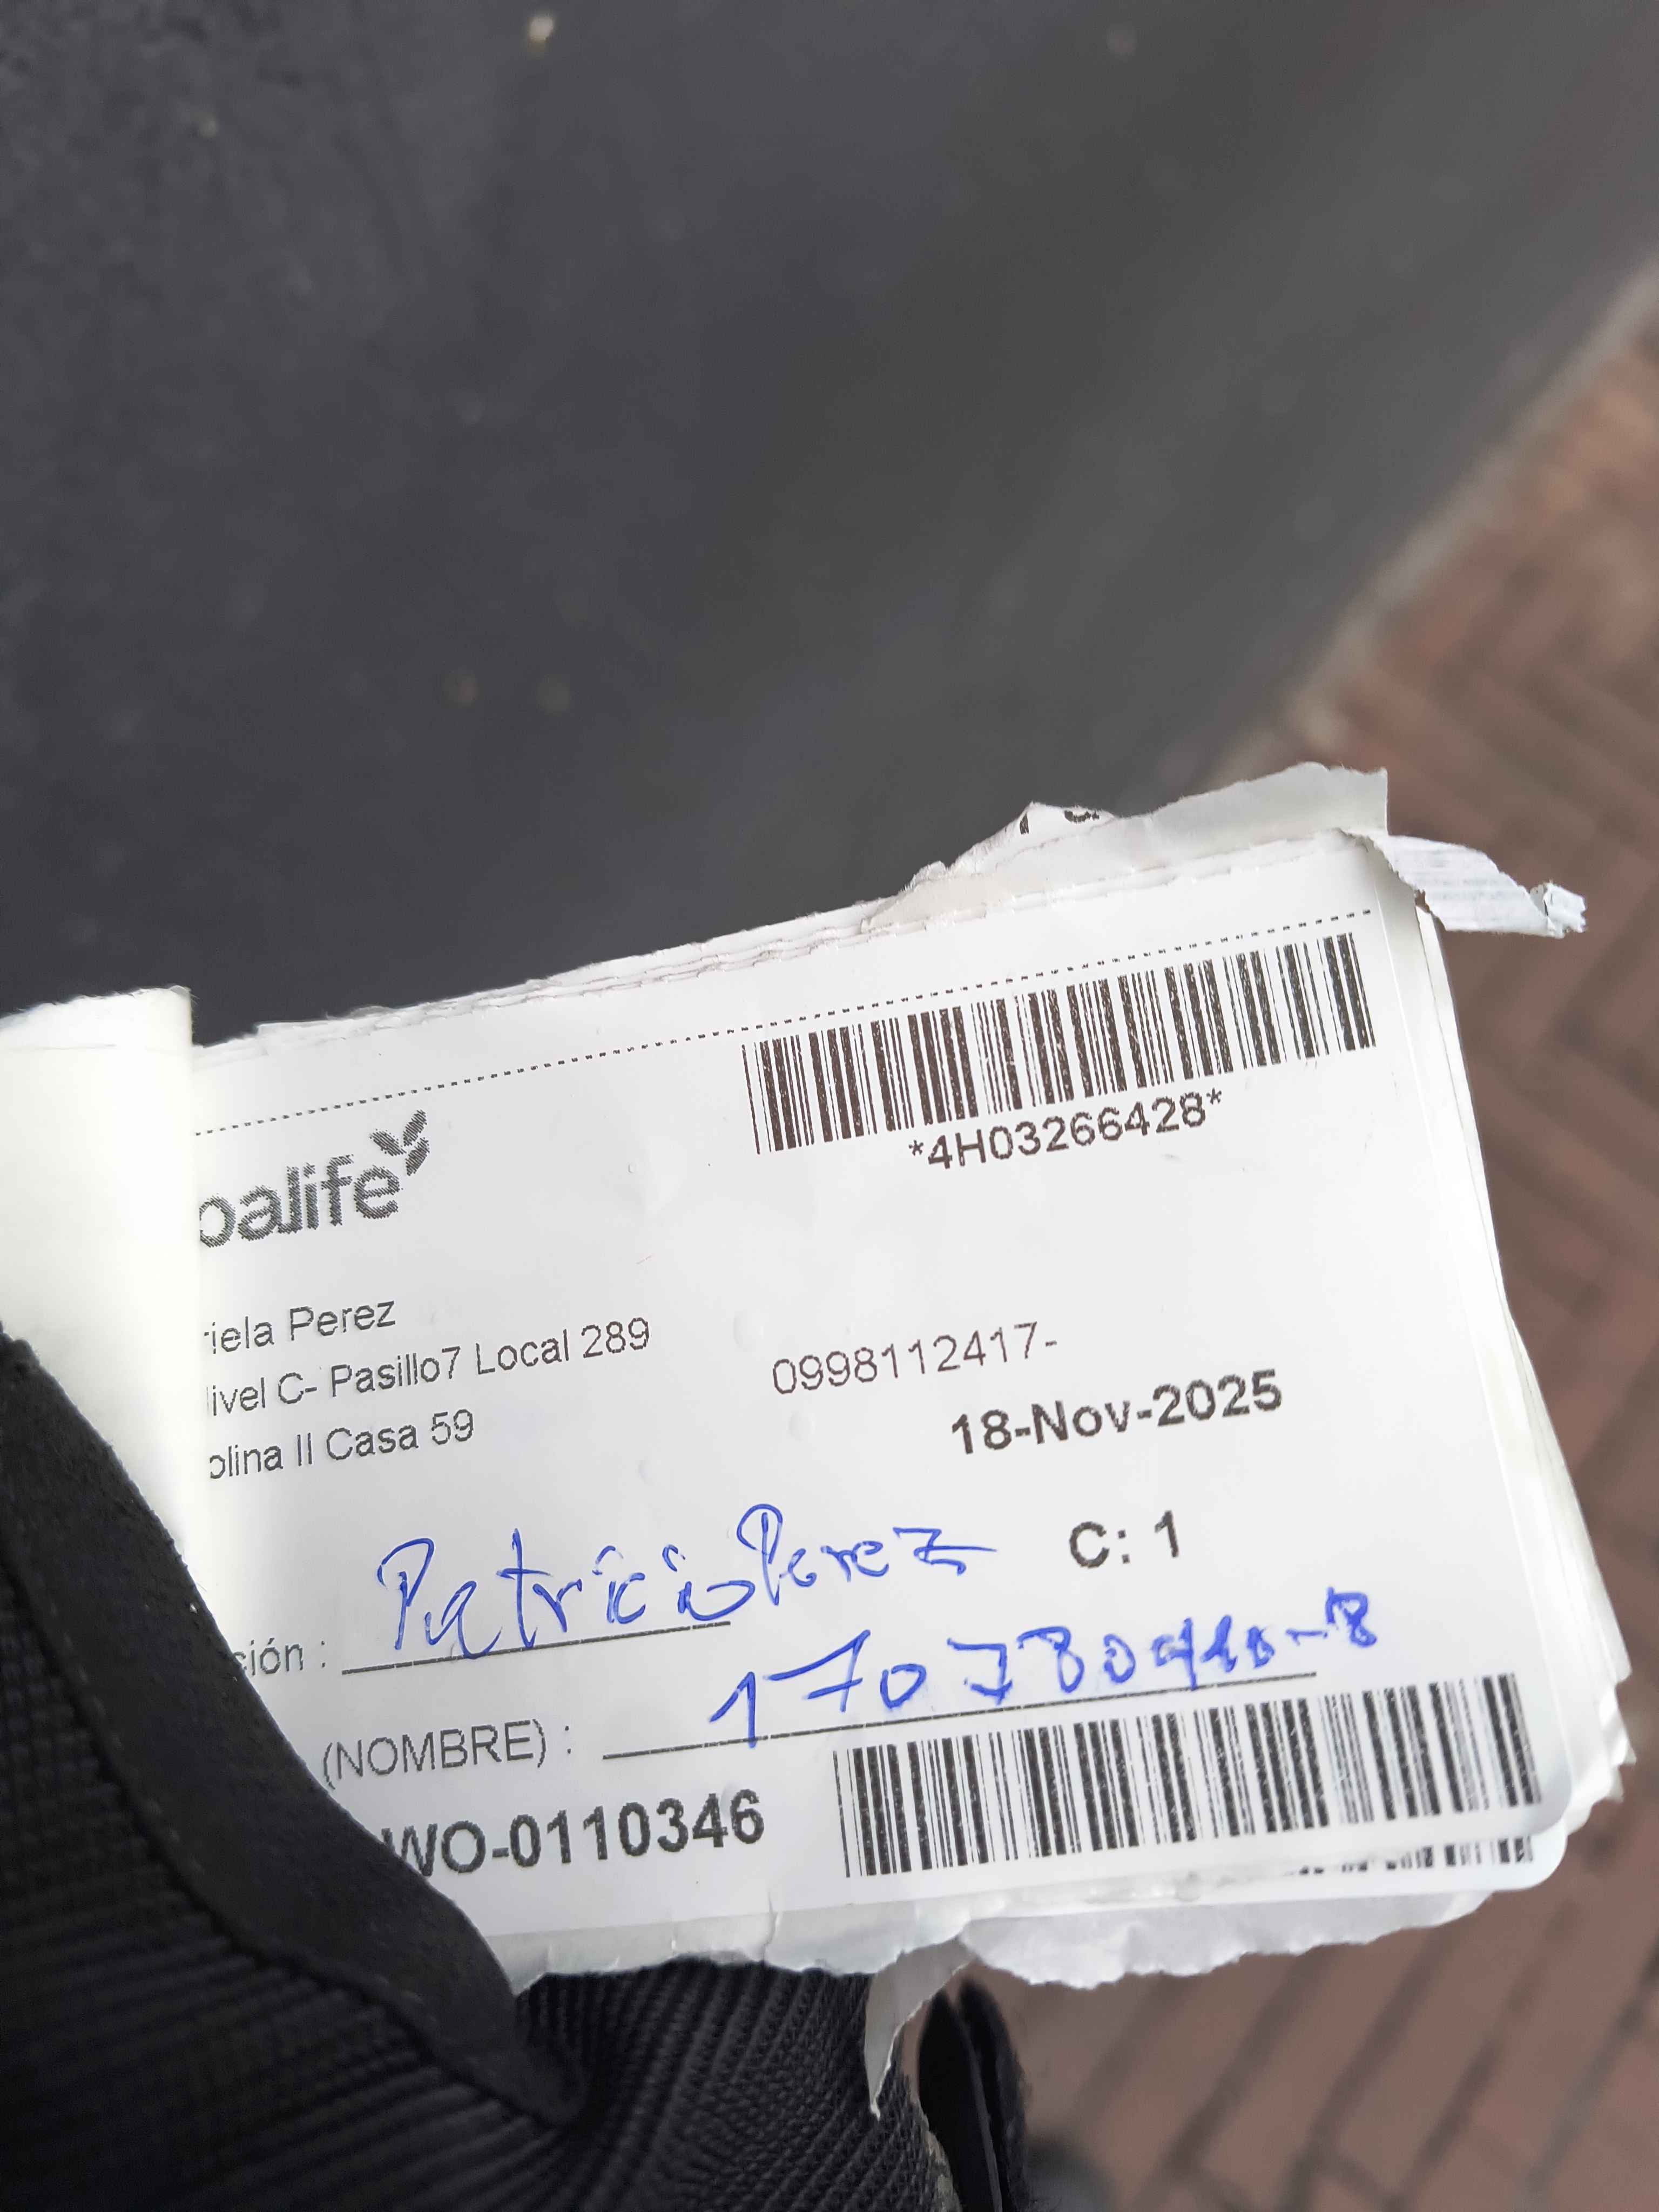 *4H03266428*
balife
riela Perez
ivel C- Pasillo7 Local 289
0998112417-
olina II Casa 59
18-Nov-2025
Patricio Perez
C: 1
ción :
(NOMBRE) :
WO-0110346